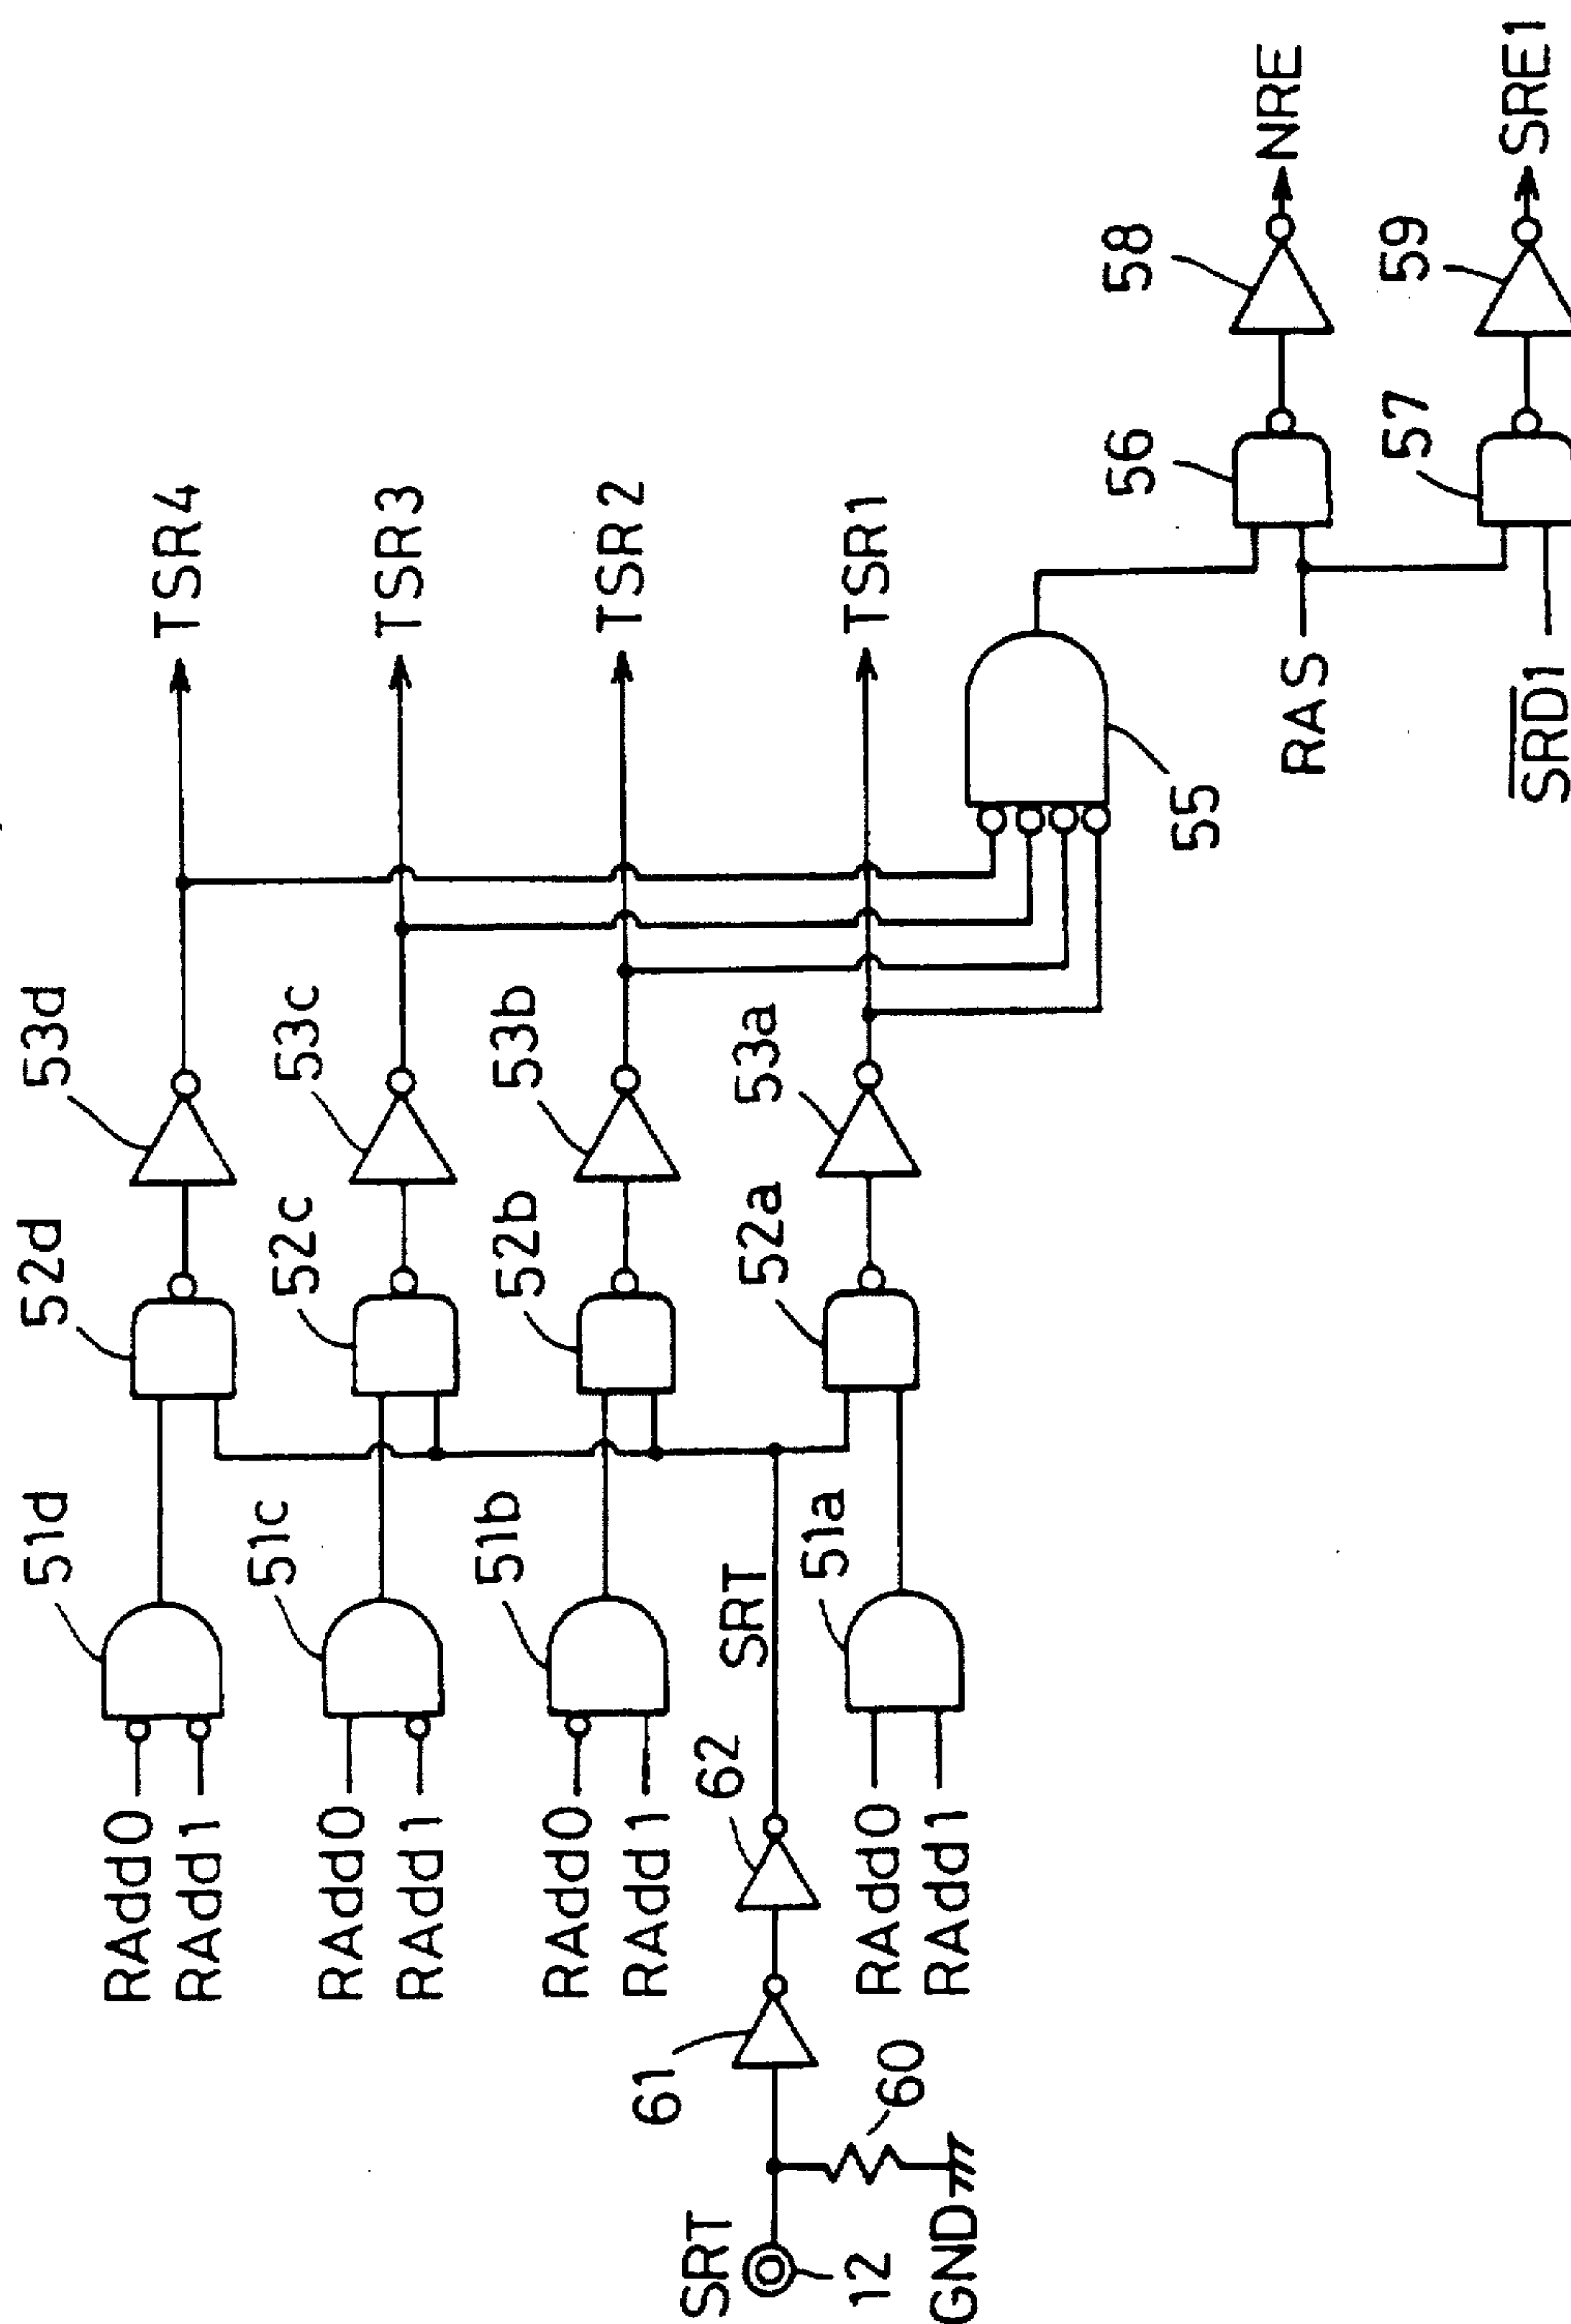 RAdd0
RAdd1
51d
52d
53d
TSR4
RAdd0
RAdd1
51c
52c
53c
TSR3
RAdd0
RAdd1
51b
52b
53b
TSR2
SRT
12
GND
60
61
62
SRT
RAdd0
RAdd1
51a
52a
53a
TSR1
55
RAS
56
58
NRE
S̅R̅D̅1̅
57
59
SRE1